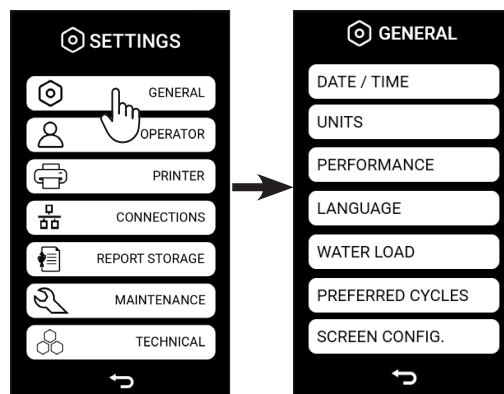 SETTINGS
GENERAL
OPERATOR
PRINTER
CONNECTIONS
REPORT STORAGE
MAINTENANCE
TECHNICAL
GENERAL
DATE / TIME
UNITS
PERFORMANCE
LANGUAGE
WATER LOAD
PREFERRED CYCLES
SCREEN CONFIG.